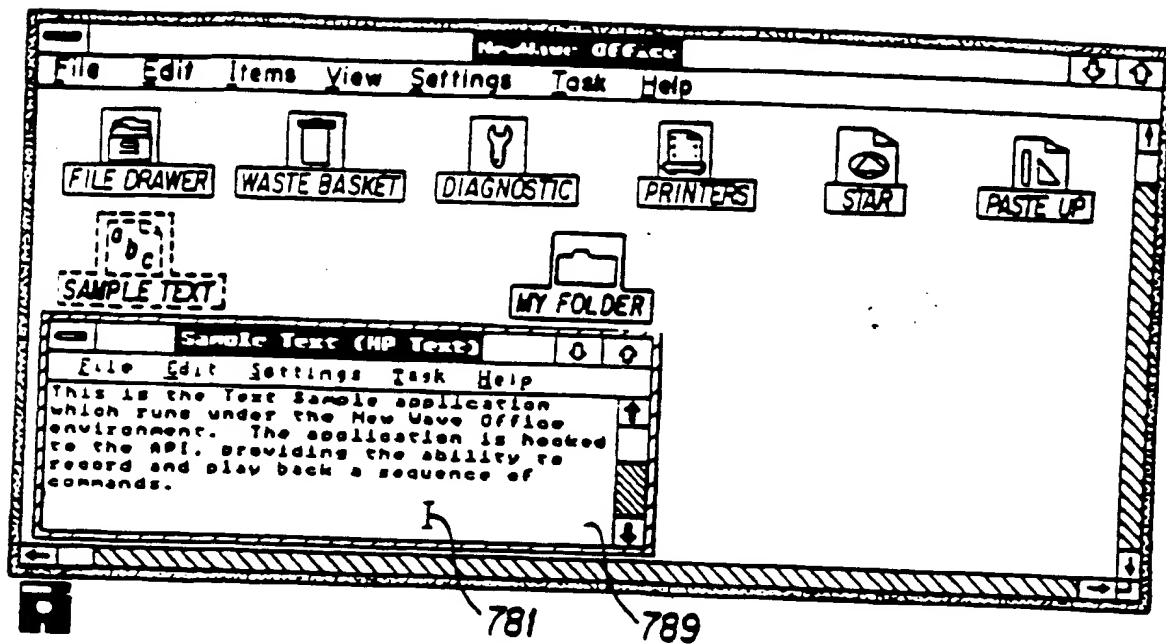 NewWave Office
File Edit Items View Settings Task Help
FILE DRAWER WASTE BASKET DIAGNOSTIC PRINTERS STAR PASTE UP
a b c
SAMPLE TEXT MY FOLDER
Sample Text (HP Text)
File Edit Settings Task Help
This is the Text Sample application
which runs under the New Wave Office
environment. The application is hooked
to the API, providing the ability to
record and play back a sequence of
commands.
781 789